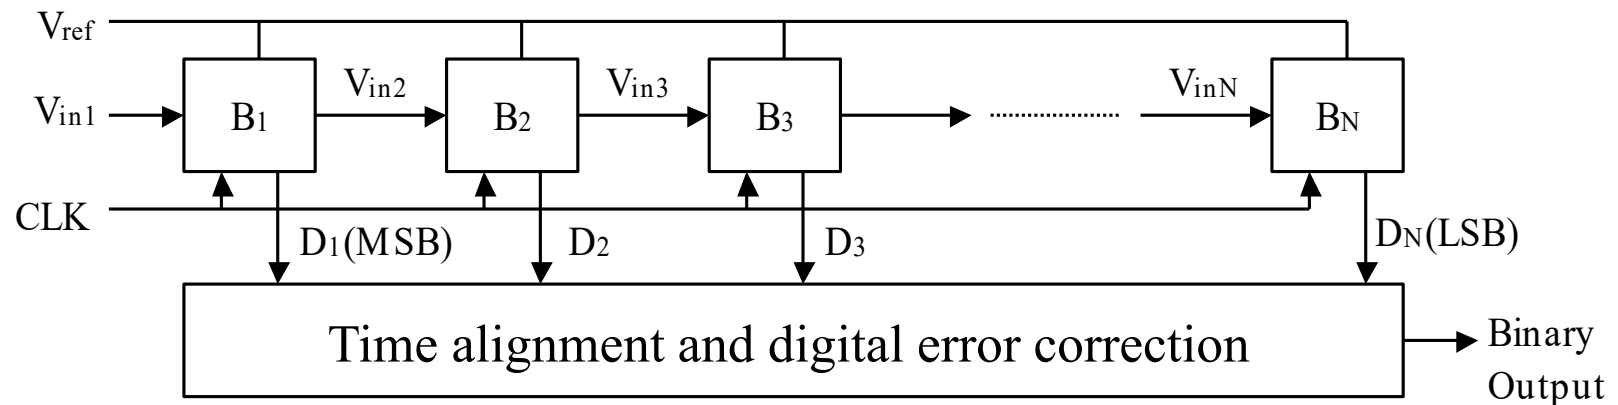 Vref
Vin1
B1
Vin2
B2
Vin3
B3
VinN
BN
CLK
D1(MSB)
D2
D3
DN(LSB)
Time alignment and digital error correction
Binary
Output